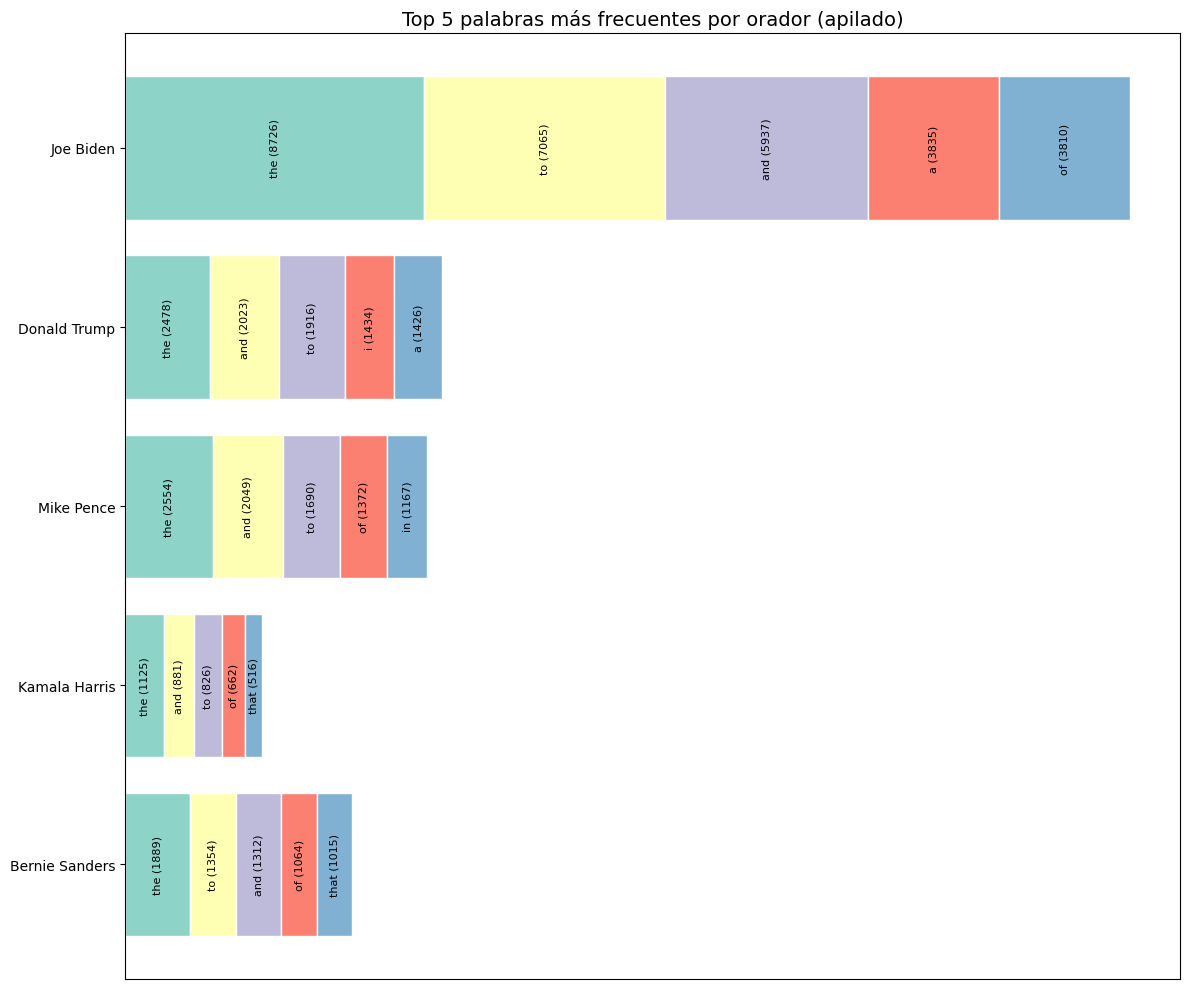 Top 5 palabras más frecuentes por orador (apilado)
Joe Biden
the (8726)
to (7065)
and (5937)
a (3835)
of (3810)
Donald Trump
the (2478)
and (2023)
to (1916)
i (1434)
a (1426)
Mike Pence
the (2554)
and (2049)
to (1690)
of (1372)
in (1167)
Kamala Harris
the (1125)
and (881)
to (826)
of (662)
that (516)
Bernie Sanders
the (1889)
to (1354)
and (1312)
of (1064)
that (1015)